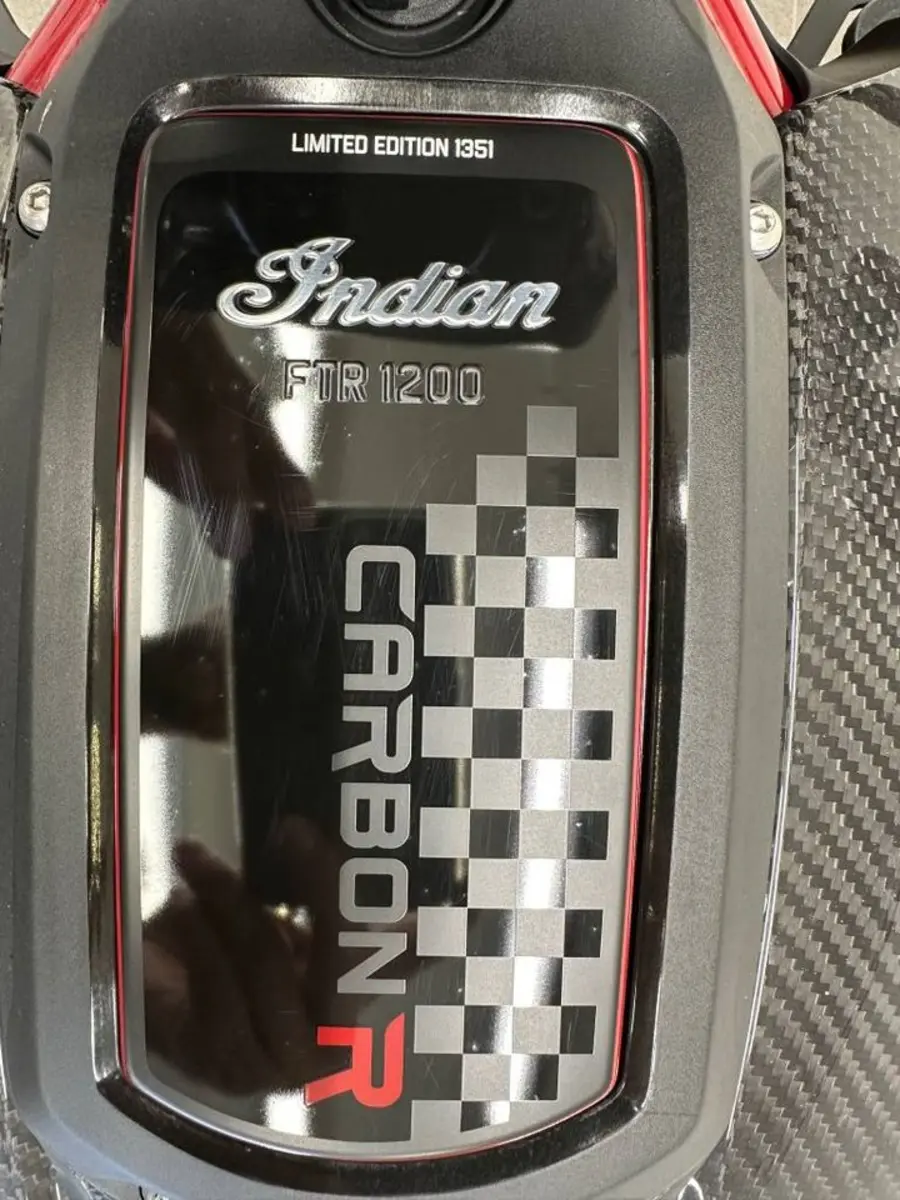 LIMITED EDITION 1351
Indian
FTR 1200
CARBON R